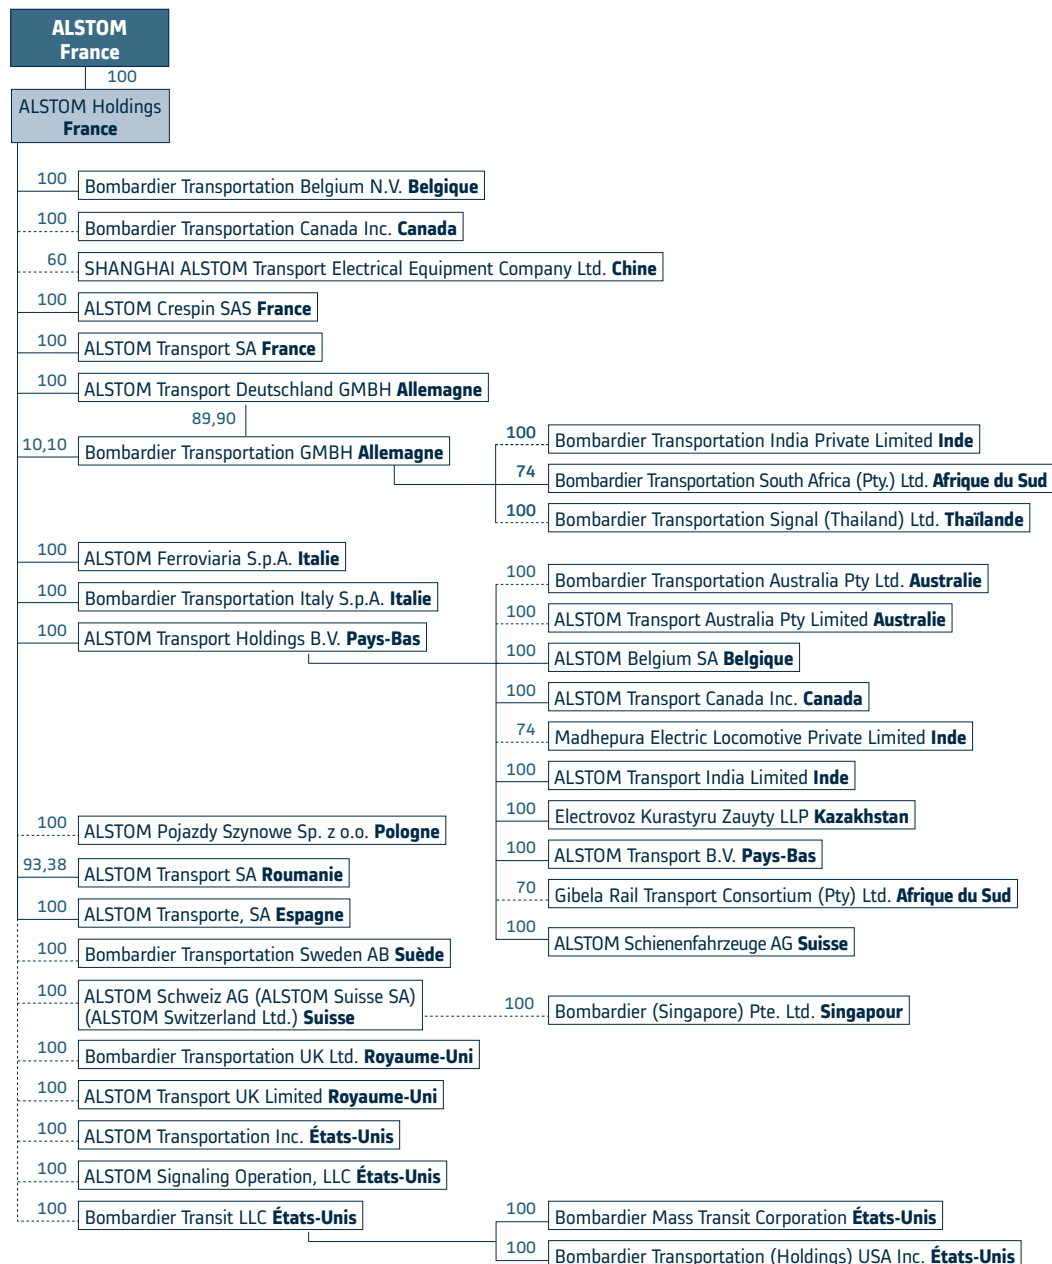 ALSTOM
France
100
ALSTOM Holdings
France
100
Bombardier Transportation Belgium N.V. Belgique
100
Bombardier Transportation Canada Inc. Canada
60
SHANGHAI ALSTOM Transport Electrical Equipment Company Ltd. Chine
100
ALSTOM Crespin SAS France
100
ALSTOM Transport SA France
100
ALSTOM Transport Deutschland GMBH Allemagne
89,90
10,10
Bombardier Transportation GMBH Allemagne
100
Bombardier Transportation India Private Limited Inde
74
Bombardier Transportation South Africa (Pty.) Ltd. Afrique du Sud
100
Bombardier Transportation Signal (Thailand) Ltd. Thaïlande
100
ALSTOM Ferroviaria S.p.A. Italie
100
Bombardier Transportation Italy S.p.A. Italie
100
ALSTOM Transport Holdings B.V. Pays-Bas
100
Bombardier Transportation Australia Pty Ltd. Australie
100
ALSTOM Transport Australia Pty Limited Australie
100
ALSTOM Belgium SA Belgique
100
ALSTOM Transport Canada Inc. Canada
74
Madhepura Electric Locomotive Private Limited Inde
100
ALSTOM Transport India Limited Inde
100
Electrovoz Kurastyru Zauyty LLP Kazakhstan
100
ALSTOM Transport B.V. Pays-Bas
70
Gibela Rail Transport Consortium (Pty) Ltd. Afrique du Sud
100
ALSTOM Schienenfahrzeuge AG Suisse
100
ALSTOM Pojazdy Szynowe Sp. z o.o. Pologne
93,38
ALSTOM Transport SA Roumanie
100
ALSTOM Transporte, SA Espagne
100
Bombardier Transportation Sweden AB Suède
100
ALSTOM Schweiz AG (ALSTOM Suisse SA)
(ALSTOM Switzerland Ltd.) Suisse
100
Bombardier (Singapore) Pte. Ltd. Singapour
100
Bombardier Transportation UK Ltd. Royaume-Uni
100
ALSTOM Transport UK Limited Royaume-Uni
100
ALSTOM Transportation Inc. États-Unis
100
ALSTOM Signaling Operation, LLC États-Unis
100
Bombardier Transit LLC États-Unis
100
Bombardier Mass Transit Corporation États-Unis
100
Bombardier Transportation (Holdings) USA Inc. États-Unis